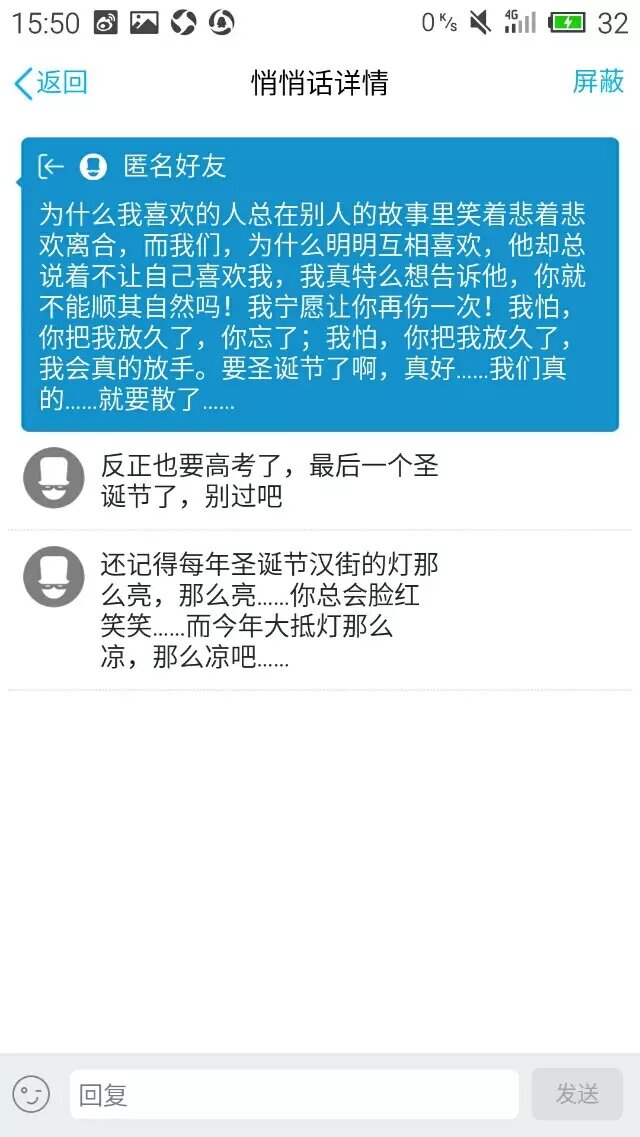 15:50 0 K/s 4G 32
返回 悄悄话详情 屏蔽
匿名好友
为什么我喜欢的人总在别人的故事里笑着悲着悲
欢离合，而我们，为什么明明互相喜欢，他却总
说着不让自己喜欢我，我真特么想告诉他，你就
不能顺其自然吗！我宁愿让你再伤一次！我怕，
你把我放久了，你忘了；我怕，你把我放久了，
我会真的放手。要圣诞节了啊，真好......我们真
的......就要散了......
反正也要高考了，最后一个圣
诞节了，别过吧
还记得每年圣诞节汉街的灯那
么亮，那么亮......你总会脸红
笑笑......而今年大抵灯那么
凉，那么凉吧......
回复 发送